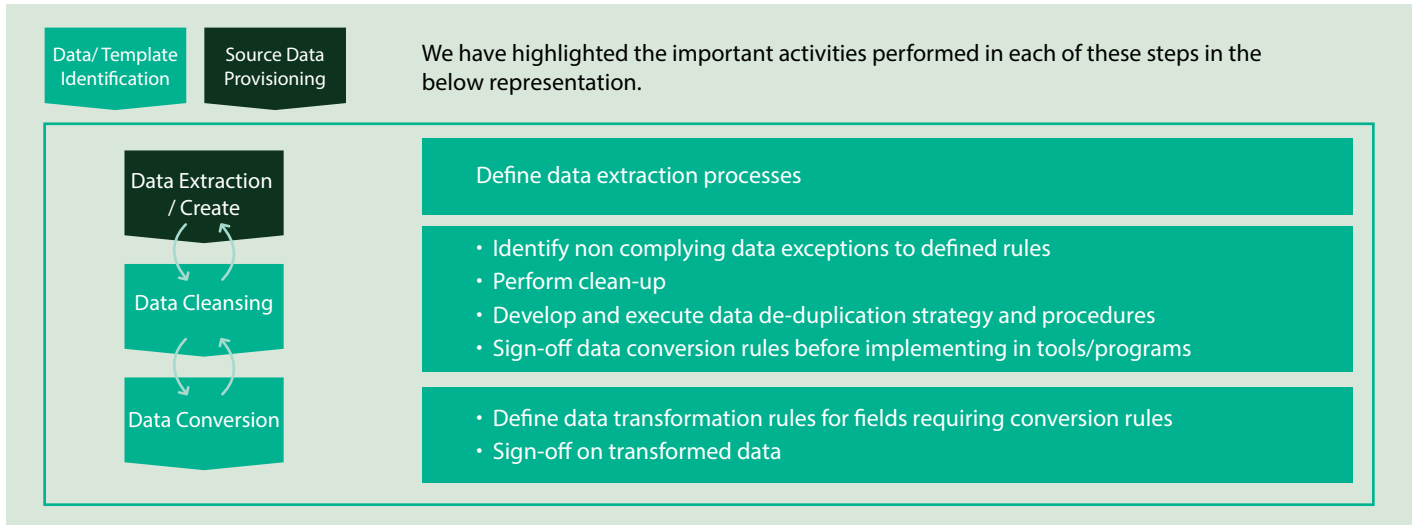 Data/ Template
Identification
Source Data
Provisioning
We have highlighted the important activities performed in each of these steps in the
below representation.
Data Extraction
/ Create
Define data extraction processes
Data Cleansing
• Identify non complying data exceptions to defined rules
• Perform clean-up
• Develop and execute data de-duplication strategy and procedures
• Sign-off data conversion rules before implementing in tools/programs
Data Conversion
• Define data transformation rules for fields requiring conversion rules
• Sign-off on transformed data